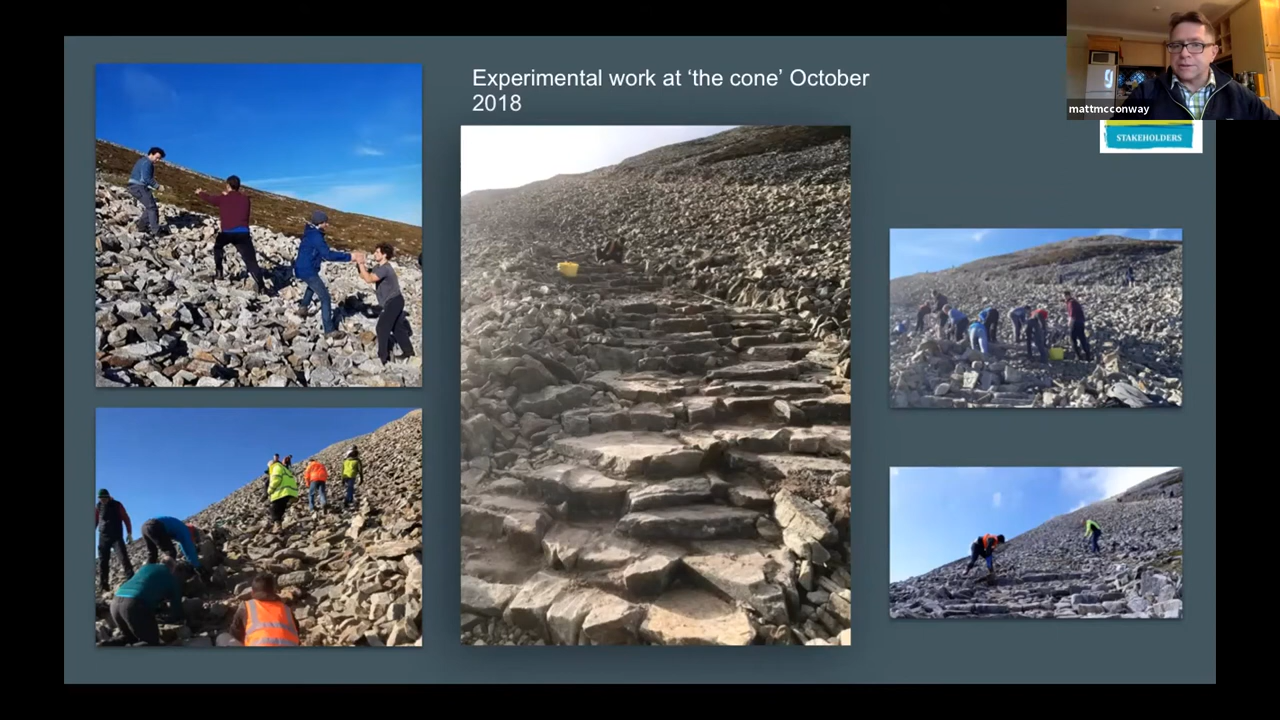 Experimental work at ‘the cone’ October
2018
mattmcconway
STAKEHOLDERS